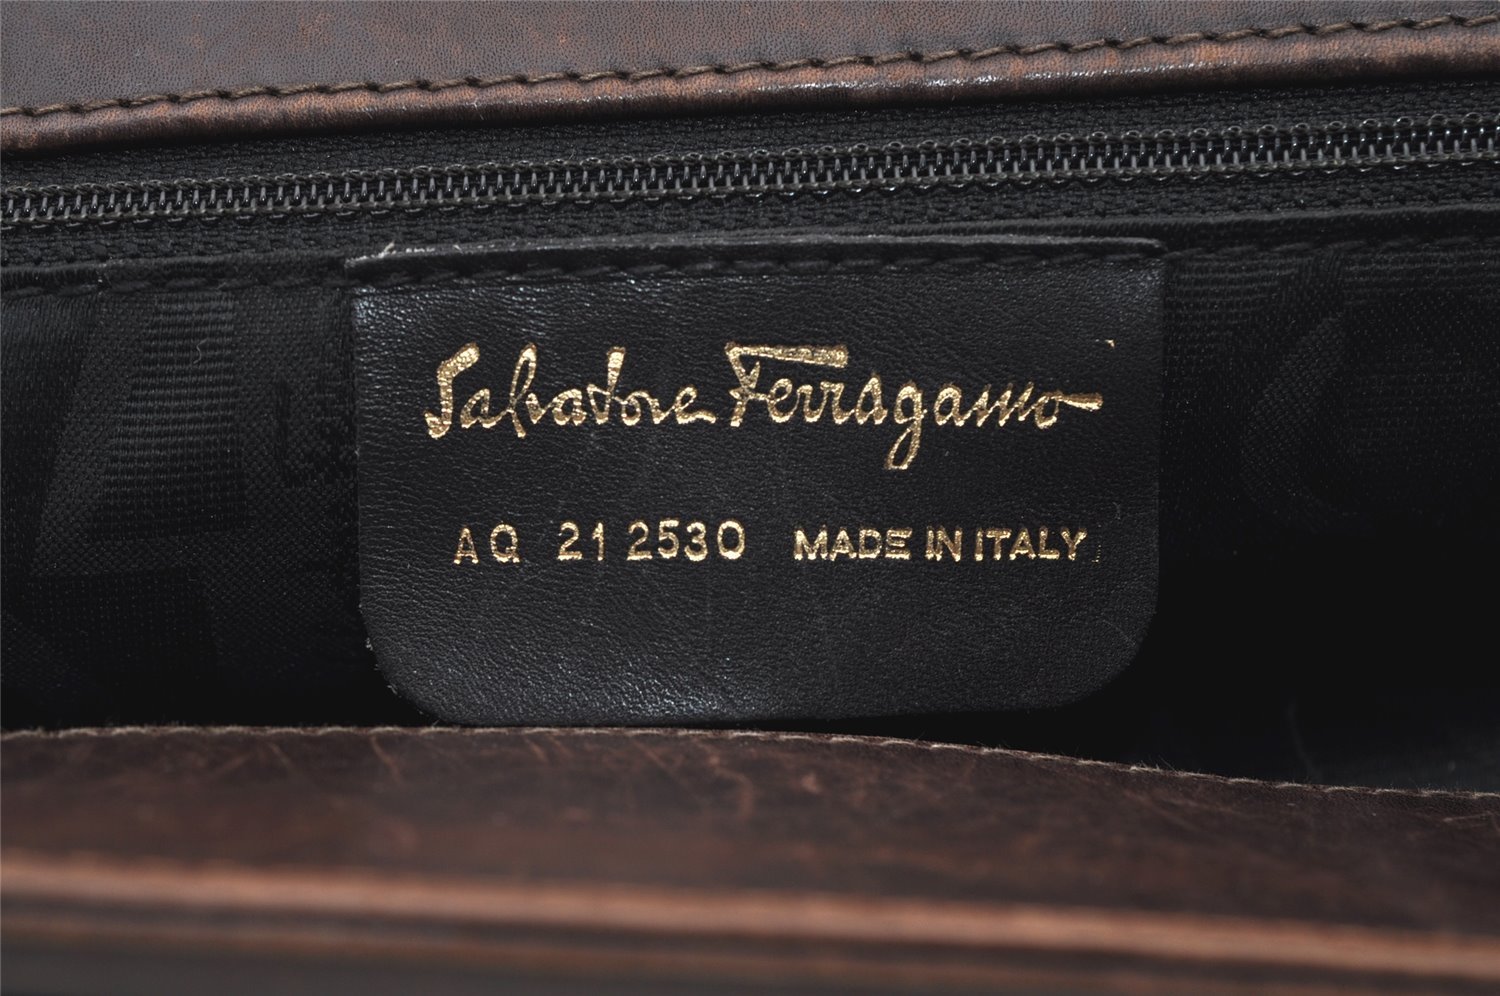 Salvatore Ferragamo
AQ 21 2530 MADE IN ITALY